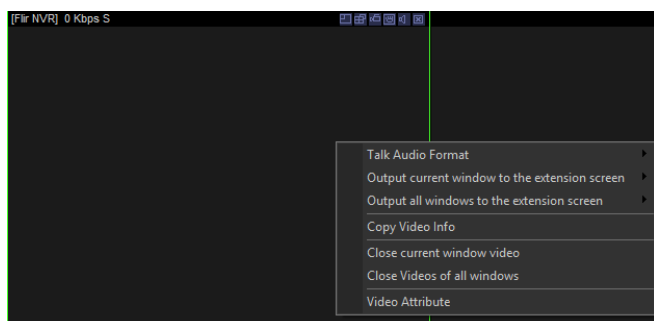 [Flir NVR] 0 Kbps S
Talk Audio Format
Output current window to the extension screen
Output all windows to the extension screen
Copy Video Info
Close current window video
Close Videos of all windows
Video Attribute